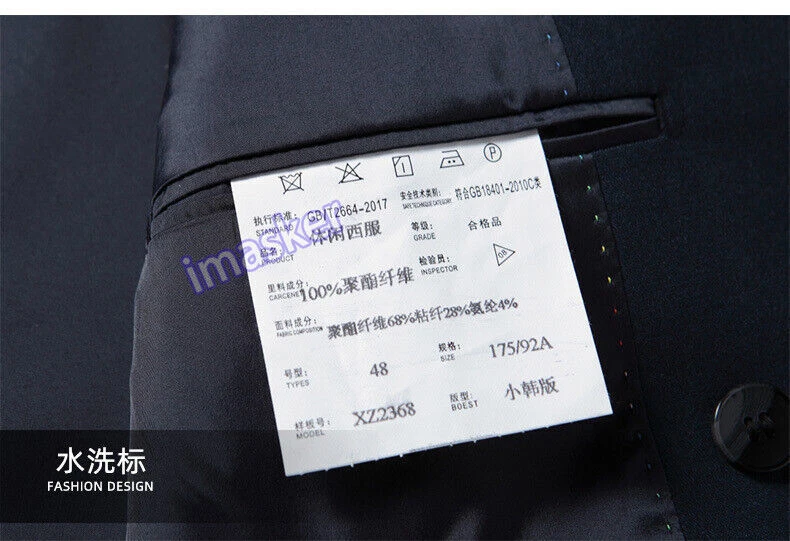 P
执行标准: GB/T2664-2017 安全技术类别: 符合GB18401-2010C类
STANDARD SAFE TECHNIQUE CATEGORY
品名: 休闲西服 等级: 合格品
PRODUCT GRADE
imasker
里料成分: 100%聚酯纤维 检验员: 08
CARCENE INSPECTOR
面料成分: 聚酯纤维68%粘纤28%氨纶4%
FABRIC COMPOSITION
号型: 48 规格: 175/92A
TYPES SIZE
样板号: XZ2368 版型: 小韩版
MODEL BOEST
水洗标
FASHION DESIGN